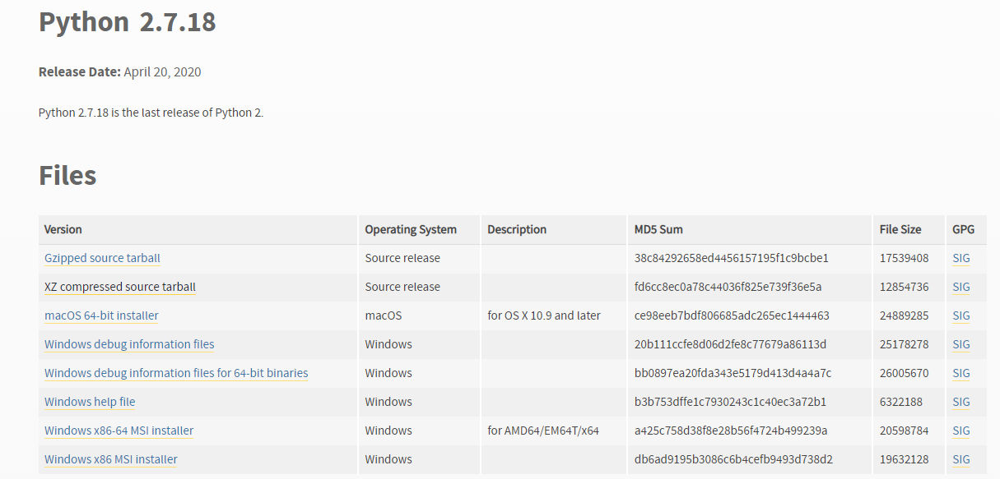 Python 2.7.18
Release Date: April 20, 2020
Python 2.7.18 is the last release of Python 2.
Files
Version Operating System Description MD5 Sum File Size GPG
Gzipped source tarball Source release 38c84292658ed4456157195f1c9bcbe1 17539408 SIG
XZ compressed source tarball Source release fd6cc8ec0a78c44036f825e739f36e5a 12854736 SIG
macOS 64-bit installer macOS for OS X 10.9 and later ce98eeb7bdf806685adc265ec1444463 24889285 SIG
Windows debug information files Windows 20b111ccfe8d06d2fe8c77679a86113d 25178278 SIG
Windows debug information files for 64-bit binaries Windows bb0897ea20fda343e5179d413d4a4a7c 26005670 SIG
Windows help file Windows b3b753dffe1c7930243c1c40ec3a72b1 6322188 SIG
Windows x86-64 MSI installer Windows for AMD64/EM64T/x64 a425c758d38f8e28b56f4724b499239a 20598784 SIG
Windows x86 MSI installer Windows db6ad9195b3086c6b4cefb9493d738d2 19632128 SIG